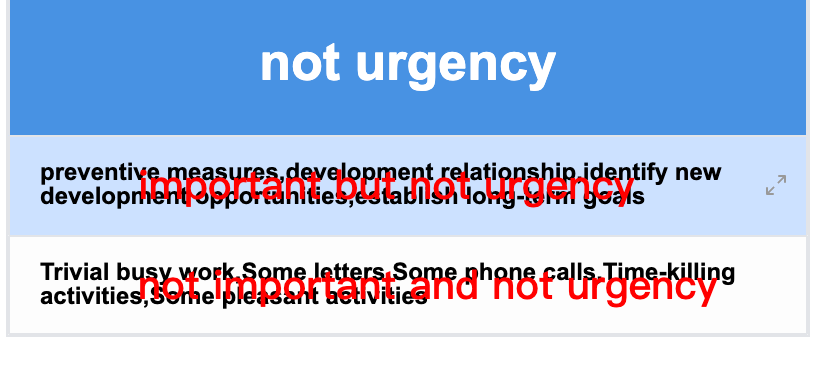 not urgency
preventive measures,development relationship,identify new
development opportunities,establish long-term goals
important but not urgency
Trivial busy work,Some letters,Some phone calls,Time-killing
activities,Some pleasant activities
not important and not urgency